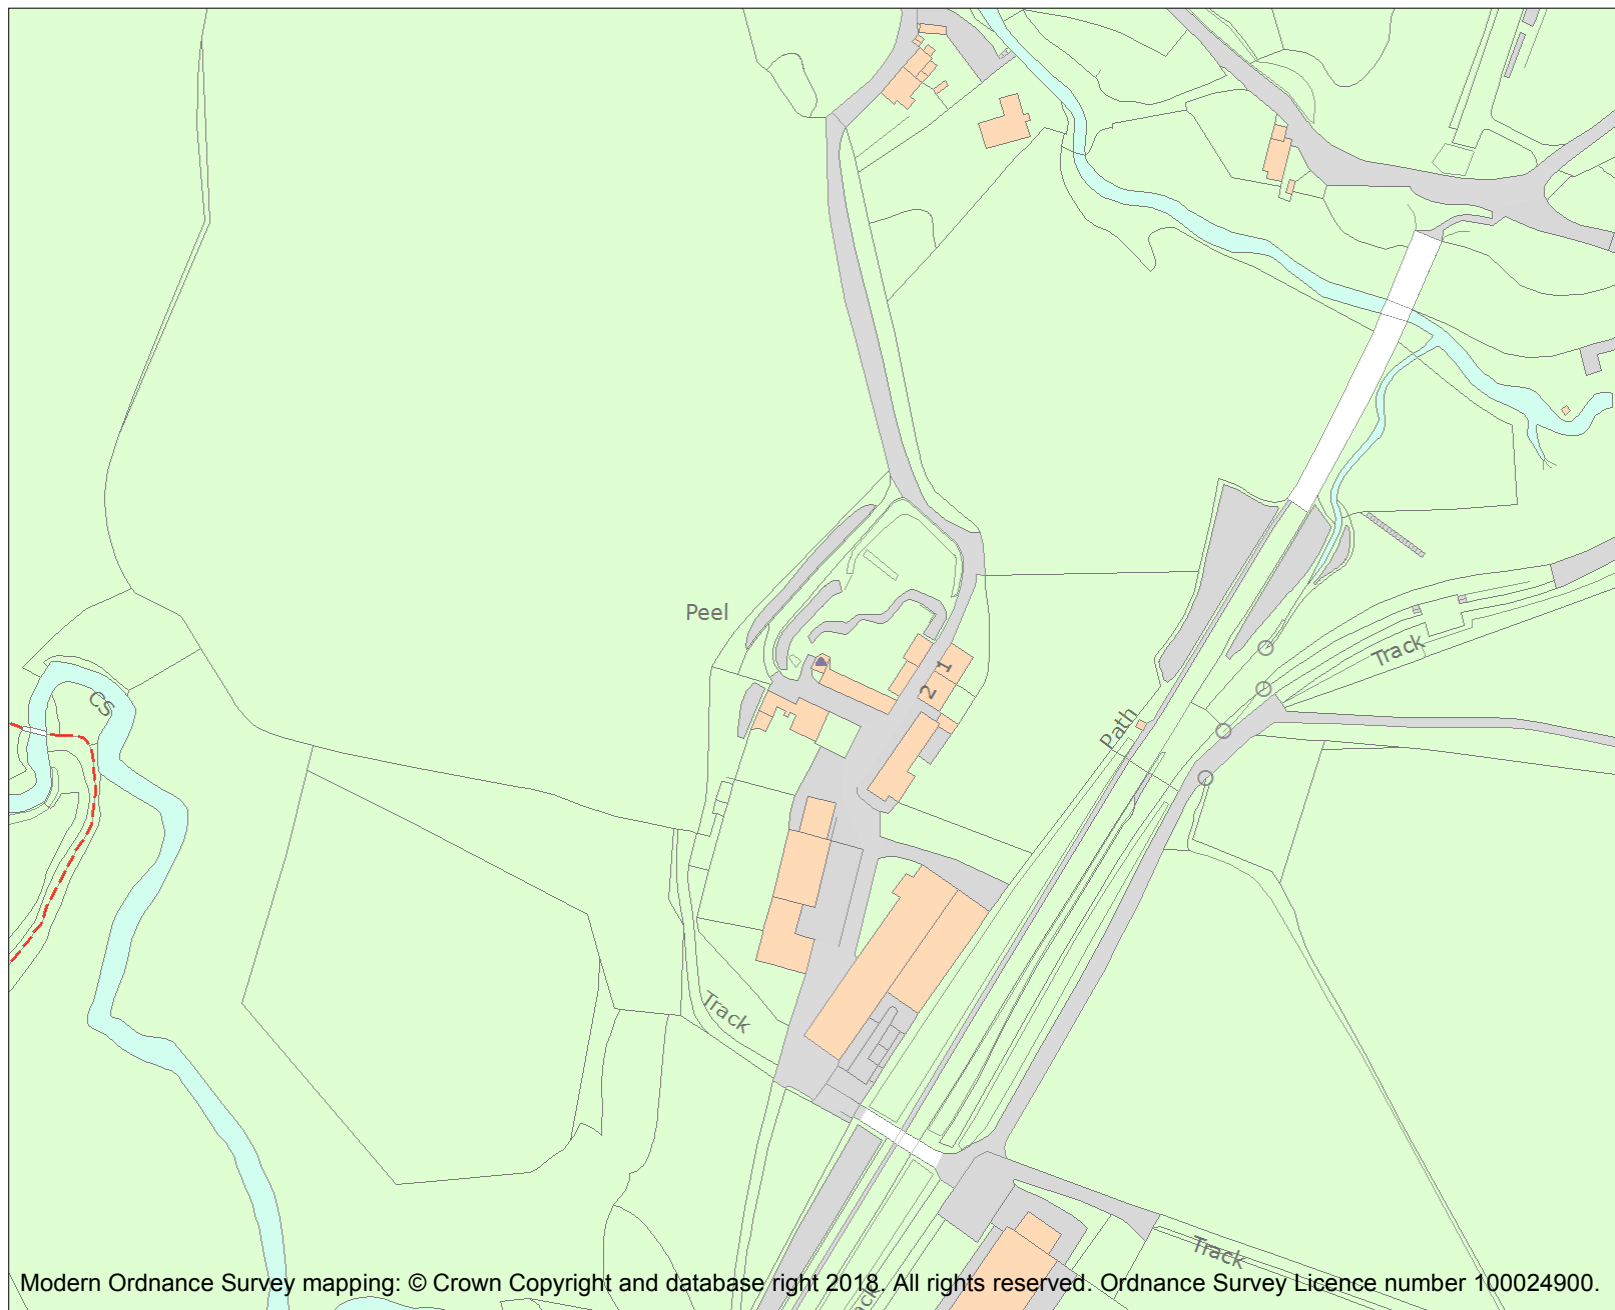 Peel
1
2
Track
CS
Path
Track
Track
Modern Ordnance Survey mapping: © Crown Copyright and database right 2018. All rights reserved. Ordnance Survey Licence number 100024900.